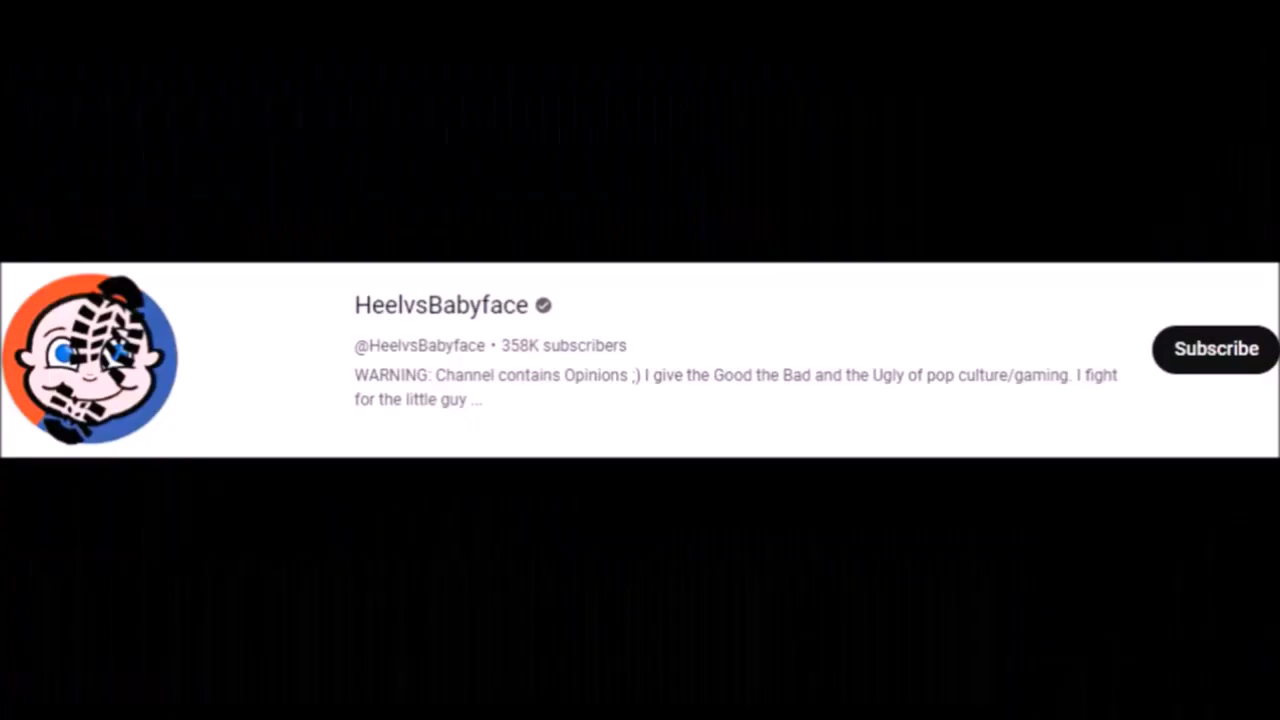 HeelvsBabyface
@HeelvsBabyface • 358K subscribers
WARNING: Channel contains Opinions ;) I give the Good the Bad and the Ugly of pop culture/gaming. I fight
for the little guy ...
Subscribe